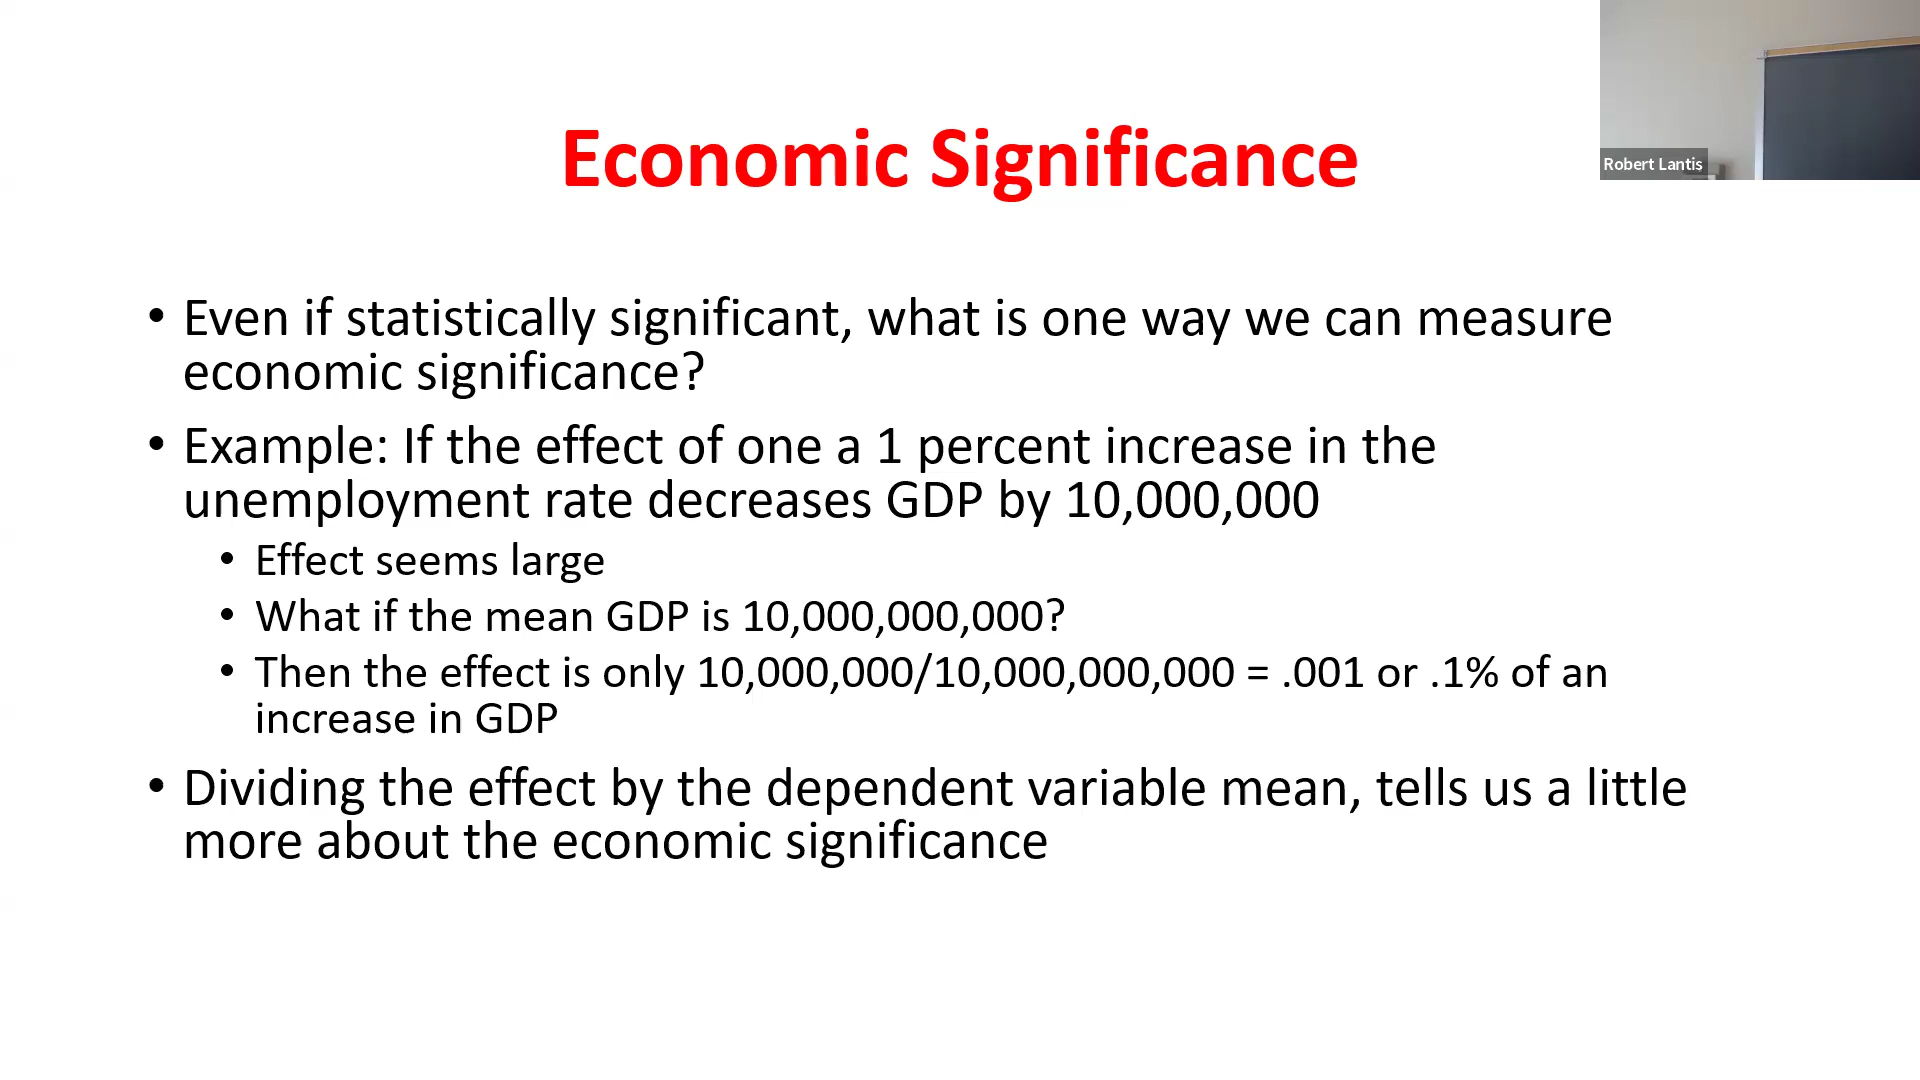 Robert Lantis
Economic Significance
• Even if statistically significant, what is one way we can measure
economic significance?
• Example: If the effect of one a 1 percent increase in the
unemployment rate decreases GDP by 10,000,000
• Effect seems large
• What if the mean GDP is 10,000,000,000?
• Then the effect is only 10,000,000/10,000,000,000 = .001 or .1% of an
increase in GDP
• Dividing the effect by the dependent variable mean, tells us a little
more about the economic significance